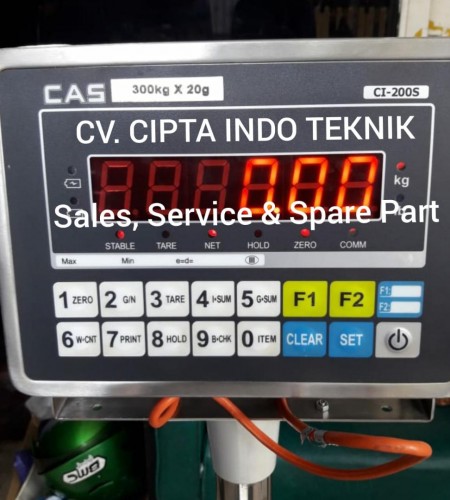 CAS
300kg X 20g
CI-200S
CV. CIPTA INDO TEKNIK
kg
Sales, Service & Spare Part
STABLE TARE NET HOLD ZERO COMM
Max Min e=d=
1 ZERO 2 G/N 3 TARE 4 I•SUM 5 G•SUM F1 F2 F1:
F2:
6 W•CNT 7 PRINT 8 HOLD 9 B•CHK 0 ITEM CLEAR SET